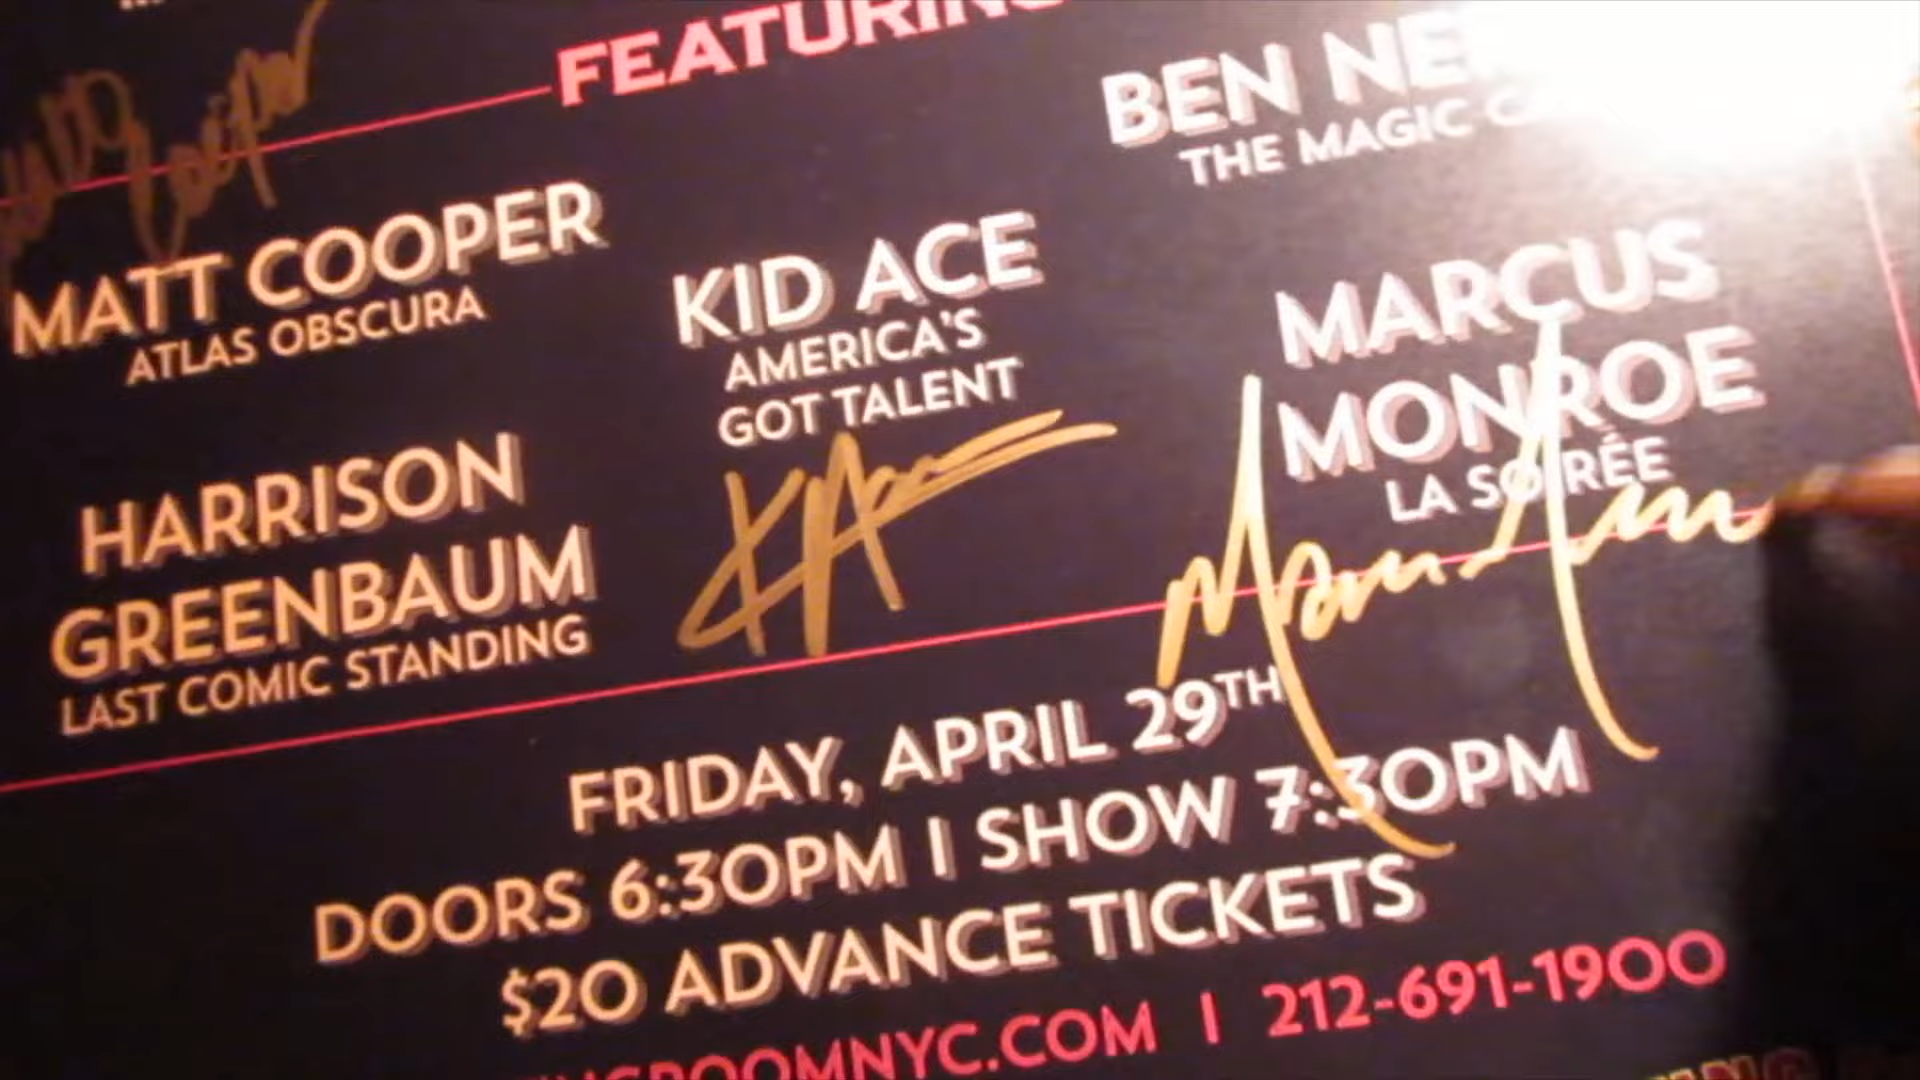 FEATURING
MATT COOPER
ATLAS OBSCURA
KID ACE
AMERICA'S
GOT TALENT
BEN
THE MAGIC
HARRISON
GREENBAUM
LAST COMIC STANDING
MARCUS
MONROE
LA SOIRÉE
FRIDAY, APRIL 29TH
DOORS 6:30PM | SHOW 7:30PM
$20 ADVANCE TICKETS
212-691-1900